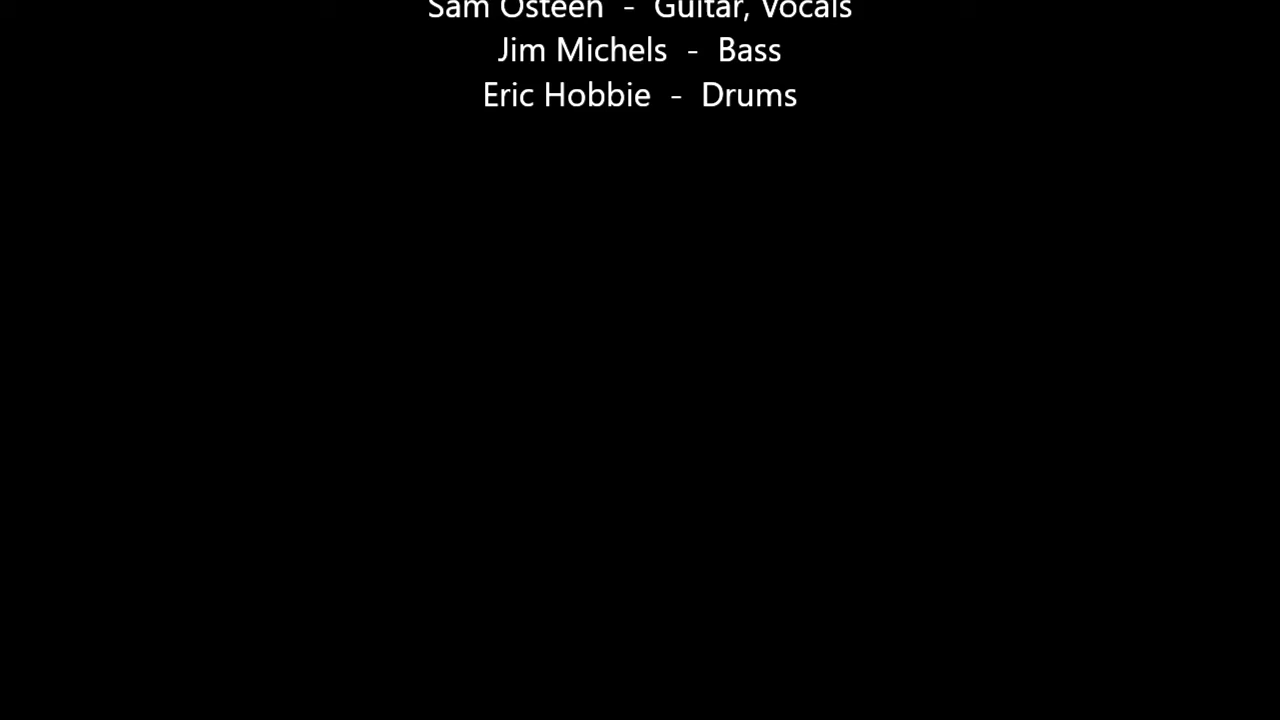 Sam Osteen  -  Guitar, Vocals
Jim Michels  -  Bass
Eric Hobbie  -  Drums